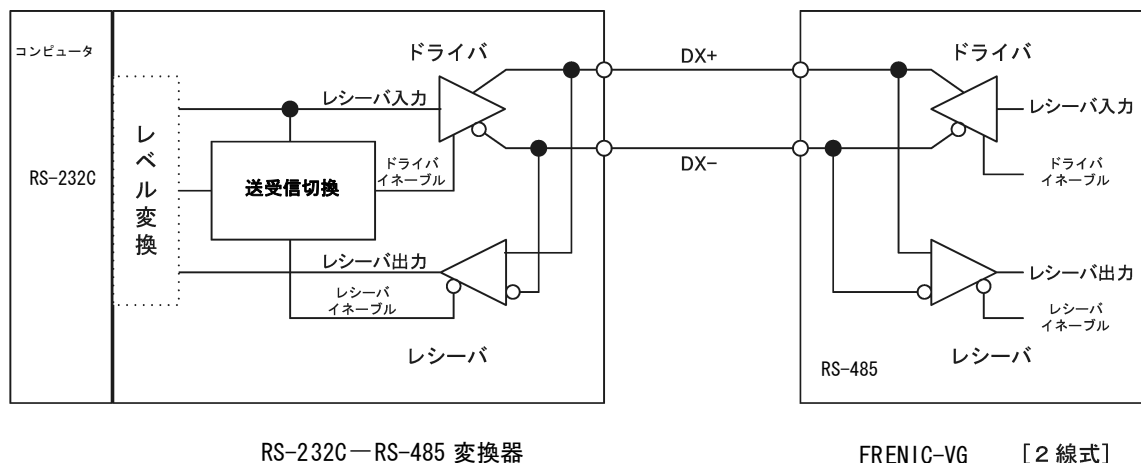 コンピュータ
RS-232C
レベル変換
送受信切換
レシーバ入力
ドライバ
ドライバ
イネーブル
レシーバ出力
レシーバ
イネーブル
レシーバ
DX+
DX-
ドライバ
レシーバ入力
ドライバ
イネーブル
レシーバ出力
レシーバ
イネーブル
レシーバ
RS-485
RS-232C－RS-485 変換器
FRENIC-VG [2線式]